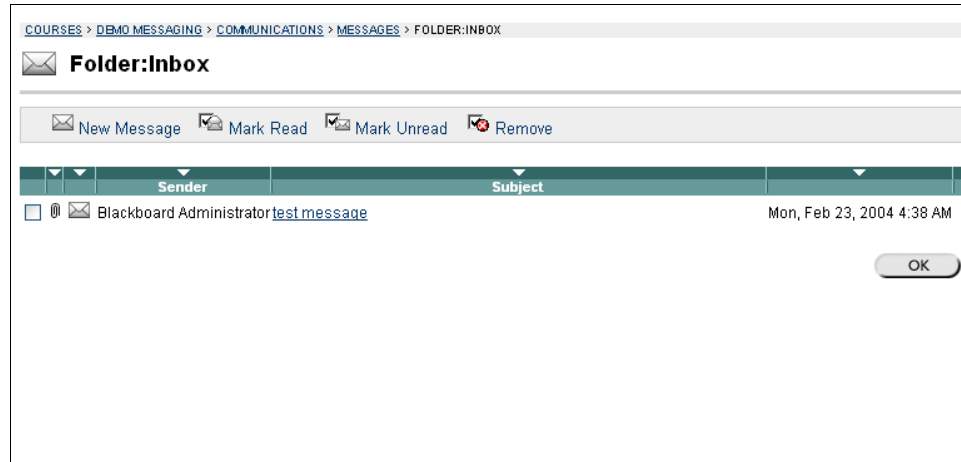 COURSES > DEMO MESSAGING > COMMUNICATIONS > MESSAGES > FOLDER:INBOX
Folder:Inbox
New Message Mark Read Mark Unread Remove
Sender Subject
Blackboard Administrator test message Mon, Feb 23, 2004 4:38 AM
OK